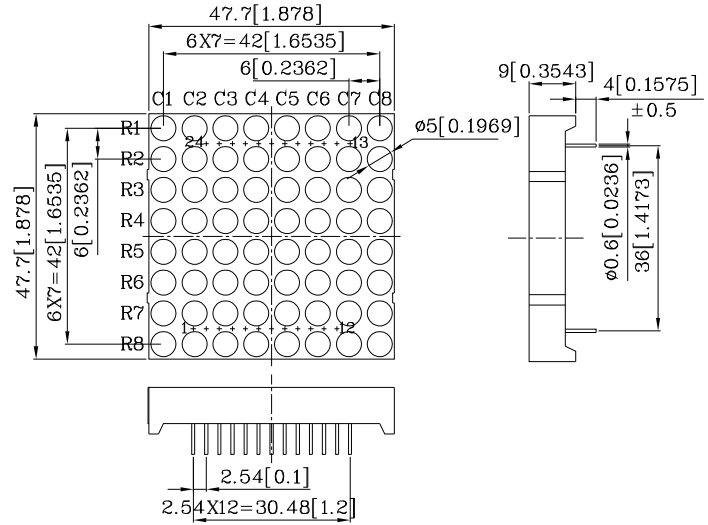 47.7[1.878]
6X7=42[1.6535]
6[0.2362]
C1 C2 C3 C4 C5 C6 C7 C8
R1
R2
R3
R4
R5
R6
R7
R8
24
13
1
12
ø5[0.1969]
47.7[1.878]
6X7=42[1.6535]
6[0.2362]
9[0.3543]
4[0.1575]
±0.5
ø0.6[0.0236]
36[1.4173]
2.54[0.1]
2.54X12=30.48[1.2]